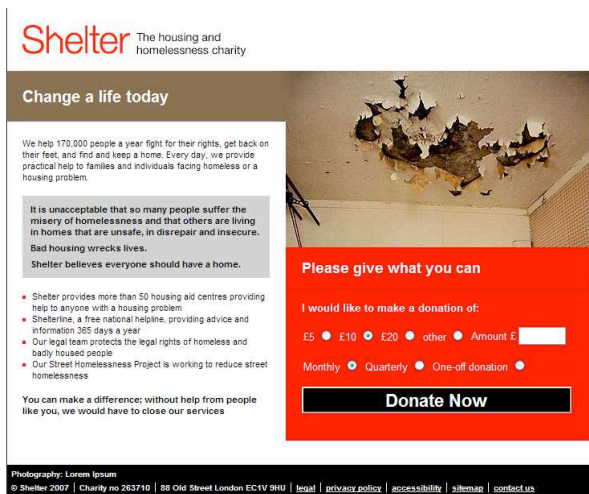 Shelter
The housing and
homelessness charity
Change a life today
We help 170,000 people a year fight for their rights, get back on
their feet, and find and keep a home. Every day, we provide
practical help to families and individuals facing homeless or a
housing problem.
It is unacceptable that so many people suffer the
misery of homelessness and that others are living
in homes that are unsafe, in disrepair and insecure.
Bad housing wrecks lives.
Shelter believes everyone should have a home.
Shelter provides more than 50 housing aid centres providing
help to anyone with a housing problem
Shelterline, a free national helpline, providing advice and
information 365 days a year
Our legal team protects the legal rights of homeless and
badly housed people
Our Street Homelessness Project is working to reduce street
homelessness
You can make a difference; without help from people
like you, we would have to close our services
Please give what you can
I would like to make a donation of:
£5 £10 £20 other Amount £
Monthly Quarterly One-off donation
Donate Now
Photography: Lorem Ipsum
© Shelter 2007 | Charity no 263710 | 88 Old Street London EC1V 9HU | legal | privacy policy | accessibility | sitemap | contact us